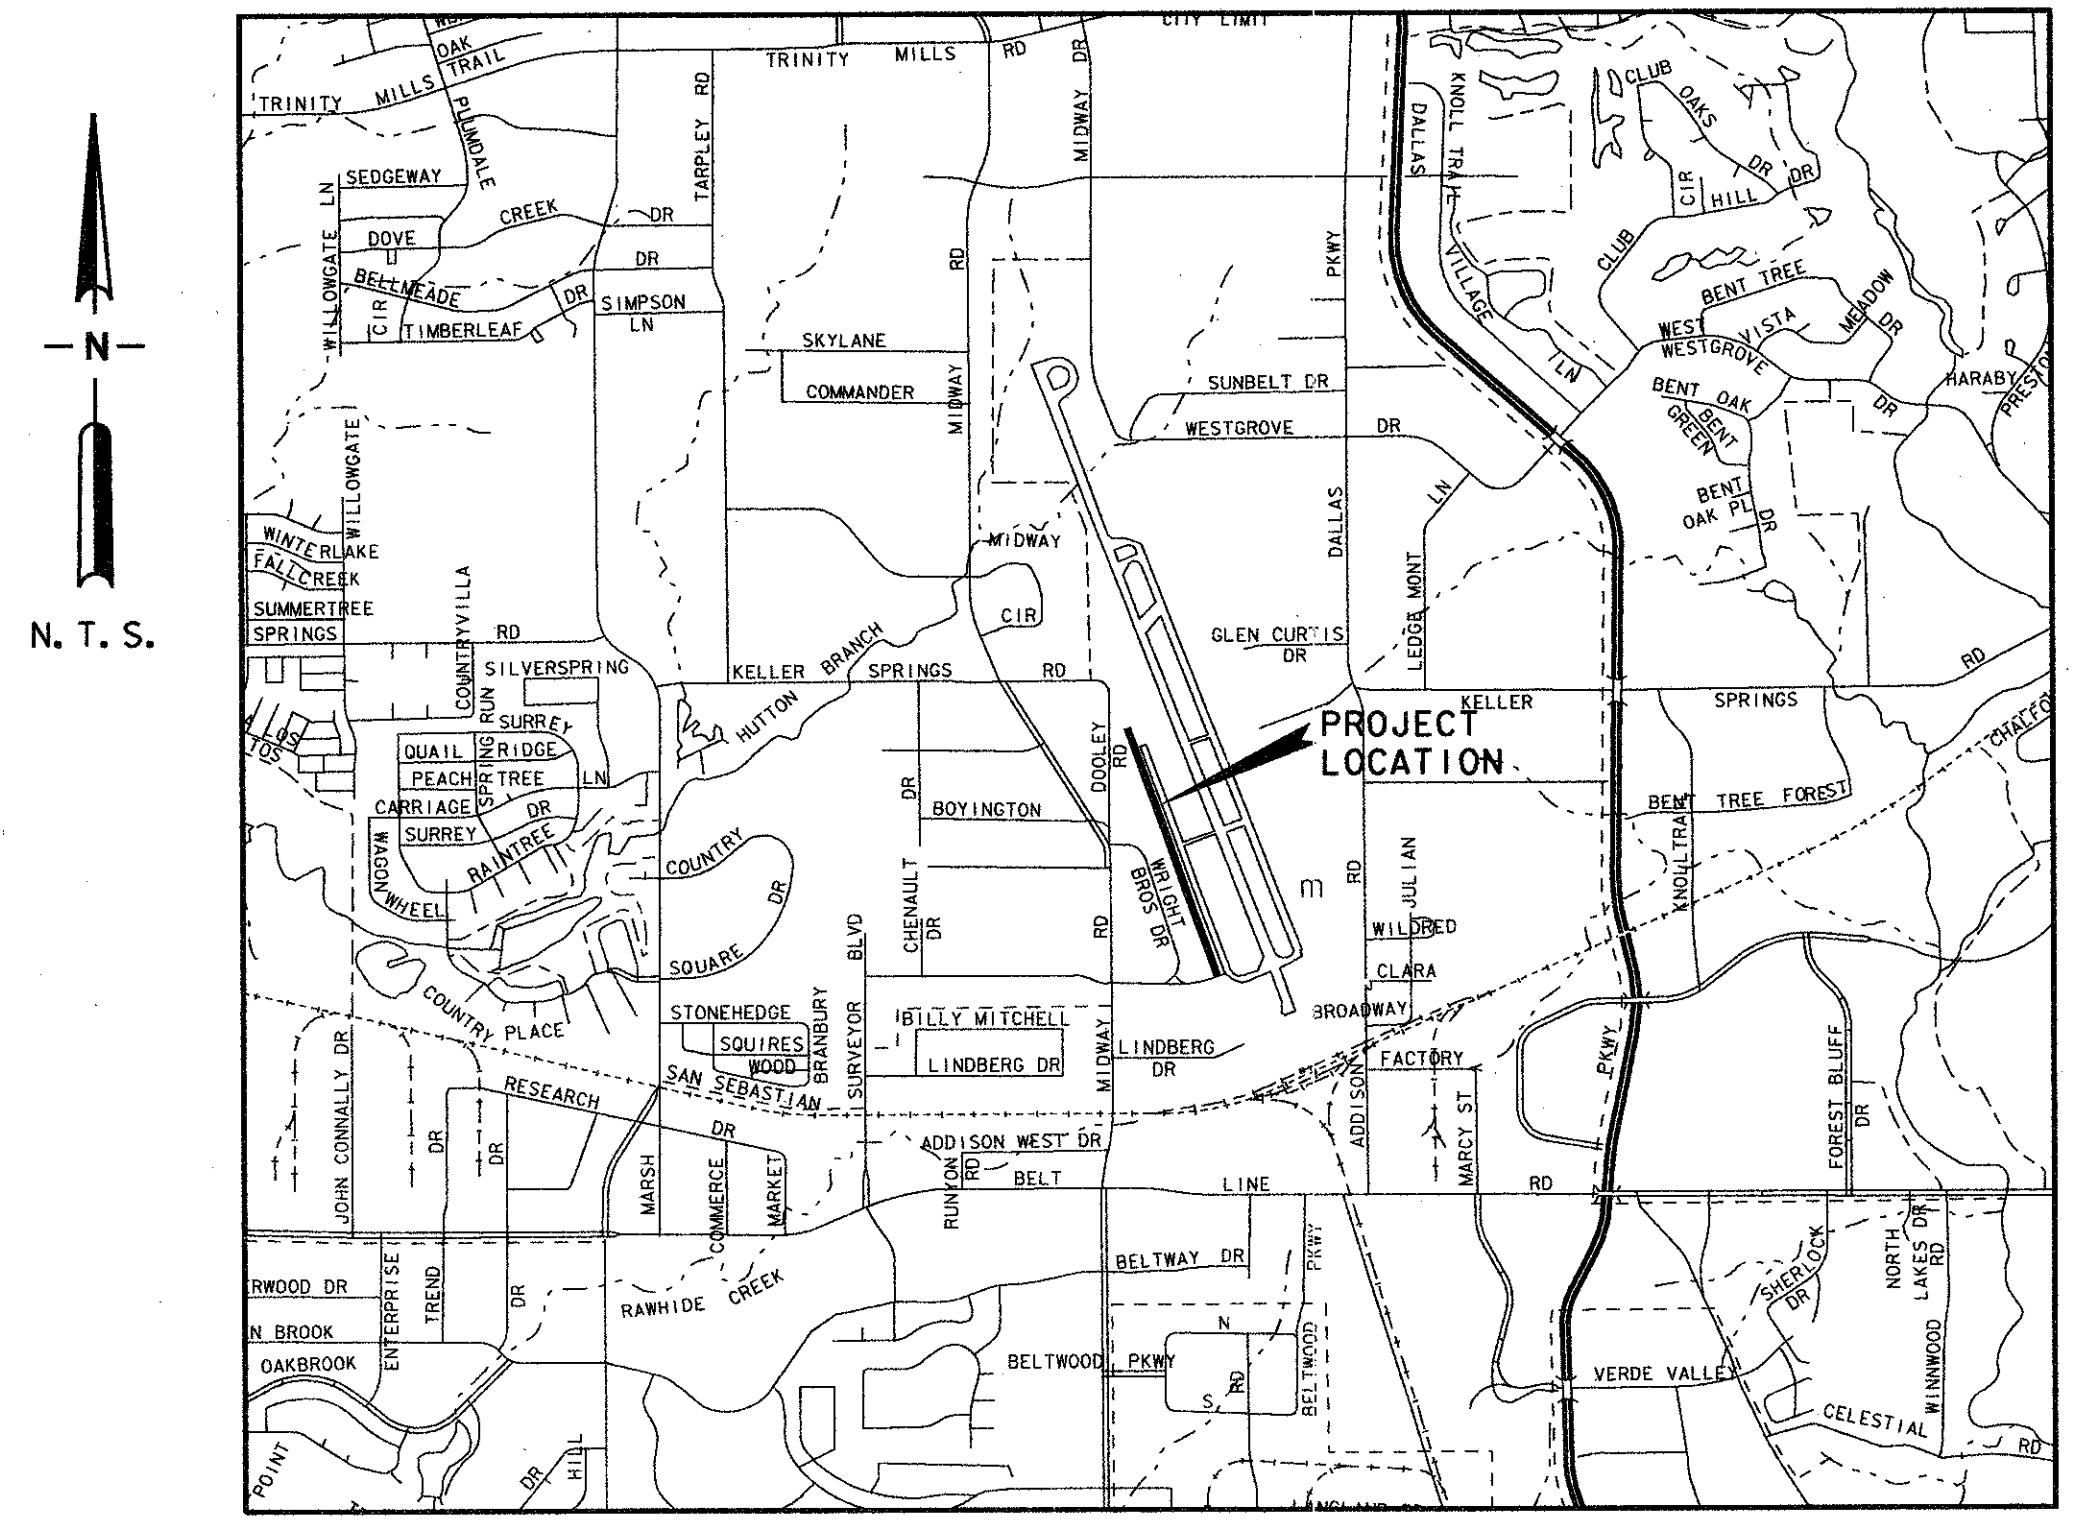 CITY LIMIT
OAK
TRAIL
TRINITY MILLS RD
TRINITY MILLS
PLUMDALE
TARPLEY RD
MIDWAY DR
DALLAS
KNOLL TRAIL
CLUB
OAKS
DR
CIR
HILL
DR
SEDGEWAY
WILLOWGATE LN
CREEK
DR
DOVE
DR
BELLMEADE
DR
CIR
TIMBERLEAF
SIMPSON
LN
SKYLANE
COMMANDER
MIDWAY
RD
PKWY
VILLAGE
LN
CLUB
BENT TREE
MEADOW
DR
WEST
VISTA
WESTGROVE
DR
HARABY
BENT OAK
BENT
GREEN
BENT
OAK PL
DR
SUNBELT DR
WESTGROVE DR
LN
N
N. T. S.
WILLOWGATE
WINTERLAKE
FALLCREEK
SUMMERTREE
SPRINGS
RD
COUNTRYVILLA
MIDWAY
CIR
DALLAS
GLEN CURTIS
DR
LEDGE MONT
SILVERSPRING
KELLER SPRINGS RD
HUTTON BRANCH
KELLER SPRINGS
RD
PROJECT
LOCATION
SURREY
QUAIL RIDGE
PEACH TREE LN
SPRING RUN
CARRIAGE DR
SURREY
RAINTREE
WAGON
WHEEL
DOOLEY
RD
DR
BOYINGTON
CHENAULT
DR
WRIGHT
BROS DR
m
RD
JULIAN
BENT TREE FOREST
KNOLLTRAIL
COUNTRY
DR
SQUARE
COUNTRY PLACE
WILDRED
CLARA
BROADWAY
RD
SURVEYOR BLVD
BRANBURY
STONEHEDGE
SQUIRES
WOOD
BILLY MITCHELL
LINDBERG DR
MIDWAY
LINDBERG
DR
FACTORY
PKWY
FOREST BLUFF
DR
JOHN CONNALLY DR
RESEARCH
DR
SAN SEBASTIAN
DR
DR
MARSH
COMMERCE
MARKET
ADDISON WEST DR
RUNYON
RD
ADDISON
MARCY ST
BELT LINE RD
ENTERPRISE
TREND
DR
RAWHIDE CREEK
BELTWAY DR
PKWY
SHERLOCK
DR
NORTH
LAKES DR
RD
WINNWOOD
ERWOOD DR
N BROOK
OAKBROOK
BELTWOOD PKWY
N
RD
S
BELTWOOD
VERDE VALLEY
CELESTIAL
RD
POINT
DR
HILL